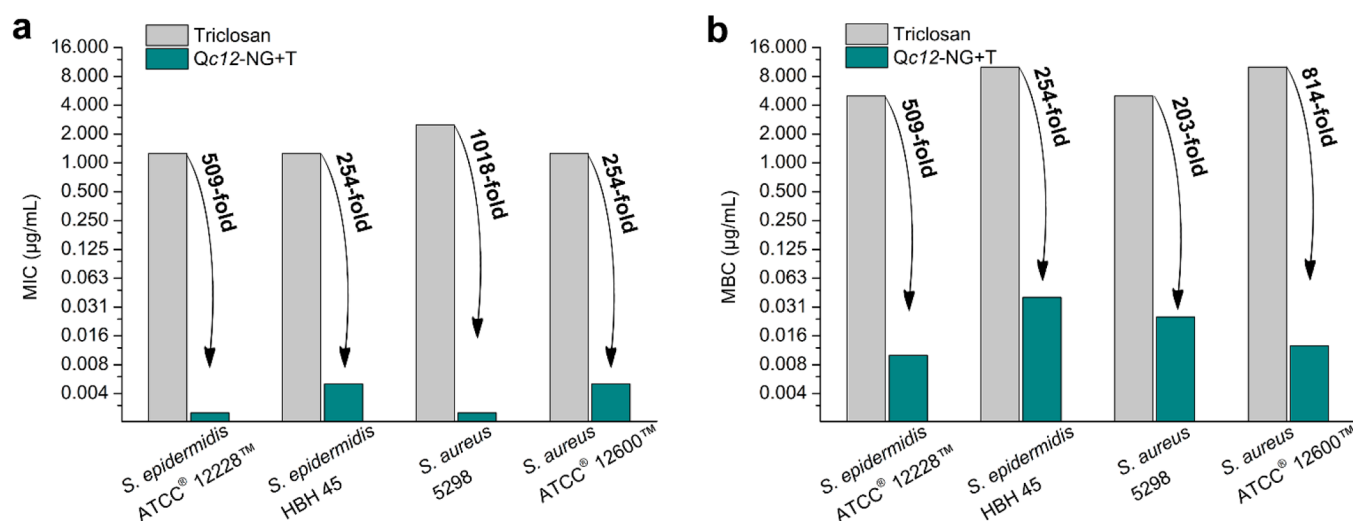 a
Triclosan
Qc12-NG+T
16.000
8.000
4.000
2.000
1.000
0.500
0.250
0.125
0.063
0.031
0.016
0.008
0.004
MIC (µg/mL)
509-fold
254-fold
1018-fold
254-fold
S. epidermidis
ATCC® 12228™
S. epidermidis
HBH 45
S. aureus
5298
S. aureus
ATCC® 12600™
b
Triclosan
Qc12-NG+T
16.000
8.000
4.000
2.000
1.000
0.500
0.250
0.125
0.063
0.031
0.016
0.008
0.004
MBC (µg/mL)
509-fold
254-fold
203-fold
814-fold
S. epidermidis
ATCC® 12228™
S. epidermidis
HBH 45
S. aureus
5298
S. aureus
ATCC® 12600™